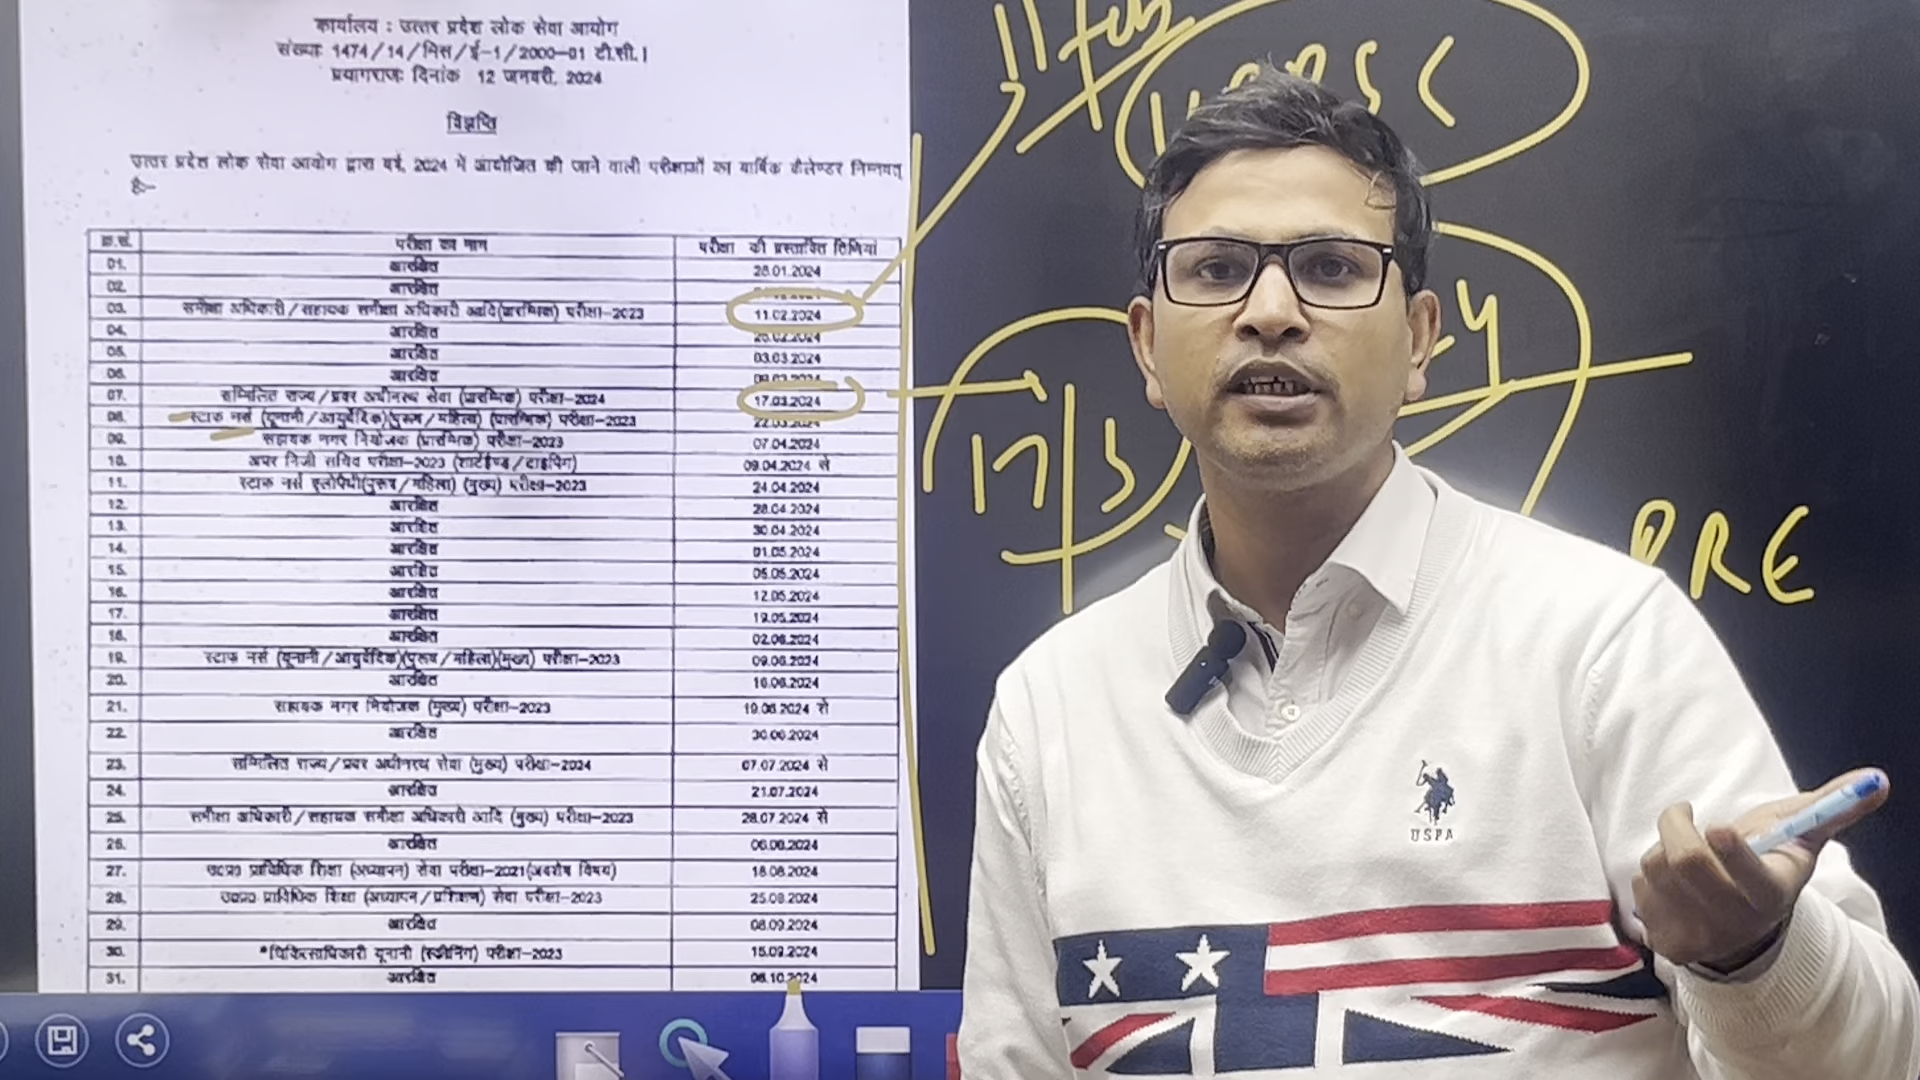 कार्यालय : उत्तर प्रदेश लोक सेवा आयोग
संख्याः 1474/14/मिस/ई-1/2000-01 टी.सी.।
प्रयागराजः दिनांक 12 जनवरी, 2024
विज्ञप्ति
उत्तर प्रदेश लोक सेवा आयोग द्वारा वर्ष, 2024 में आयोजित की जाने वाली परीक्षाओं का वार्षिक कैलेण्डर निम्नवत्
है:-
क्र.सं. परीक्षा का नाम परीक्षा की प्रस्तावित तिथियां
01. आरक्षित 28.01.2024
02. आरक्षित
03. समीक्षा अधिकारी/सहायक समीक्षा अधिकारी आदि(प्रारम्भिक) परीक्षा-2023 11.02.2024
04. आरक्षित
05. आरक्षित 03.03.2024
06. आरक्षित
07. सम्मिलित राज्य/प्रवर अधीनस्थ सेवा (प्रारम्भिक) परीक्षा-2024 17.03.2024
08. स्टाफ नर्स (यूनानी/आयुर्वेदिक)(पुरूष/महिला) (प्रारम्भिक) परीक्षा-2023 22.03.2024
09. सहायक नगर नियोजक (प्रारम्भिक) परीक्षा-2023 07.04.2024
10. अपर निजी सचिव परीक्षा-2023 (शार्टहैण्ड/टाइपिंग) 09.04.2024 से
11. स्टाफ नर्स एलोपैथी(पुरूष/महिला) (मुख्य) परीक्षा-2023 24.04.2024
12. आरक्षित 28.04.2024
13. आरक्षित 30.04.2024
14. आरक्षित 01.05.2024
15. आरक्षित 05.05.2024
16. आरक्षित 12.05.2024
17. आरक्षित 19.05.2024
18. आरक्षित 02.06.2024
19. स्टाफ नर्स (यूनानी/आयुर्वेदिक)(पुरूष/महिला)(मुख्य) परीक्षा-2023 09.06.2024
20. आरक्षित 16.06.2024
21. सहायक नगर नियोजक (मुख्य) परीक्षा-2023 19.06.2024 से
22. आरक्षित 30.06.2024
23. सम्मिलित राज्य/प्रवर अधीनस्थ सेवा (मुख्य) परीक्षा-2024 07.07.2024 से
24. आरक्षित 21.07.2024
25. समीक्षा अधिकारी/सहायक समीक्षा अधिकारी आदि (मुख्य) परीक्षा-2023 28.07.2024 से
26. आरक्षित
27. उ0प्र0 प्राविधिक शिक्षा (अध्यापन) सेवा परीक्षा-2021(अवशेष विषय) 18.08.2024
28. उ0प्र0 प्राविधिक शिक्षा (अध्यापन/प्रशिक्षण) सेवा परीक्षा-2023 25.08.2024
29. आरक्षित 08.09.2024
30. *चिकित्साधिकारी यूनानी (स्क्रीनिंग) परीक्षा-2023 15.09.2024
31. आरक्षित
11 feb
17/3
PRE
USPA